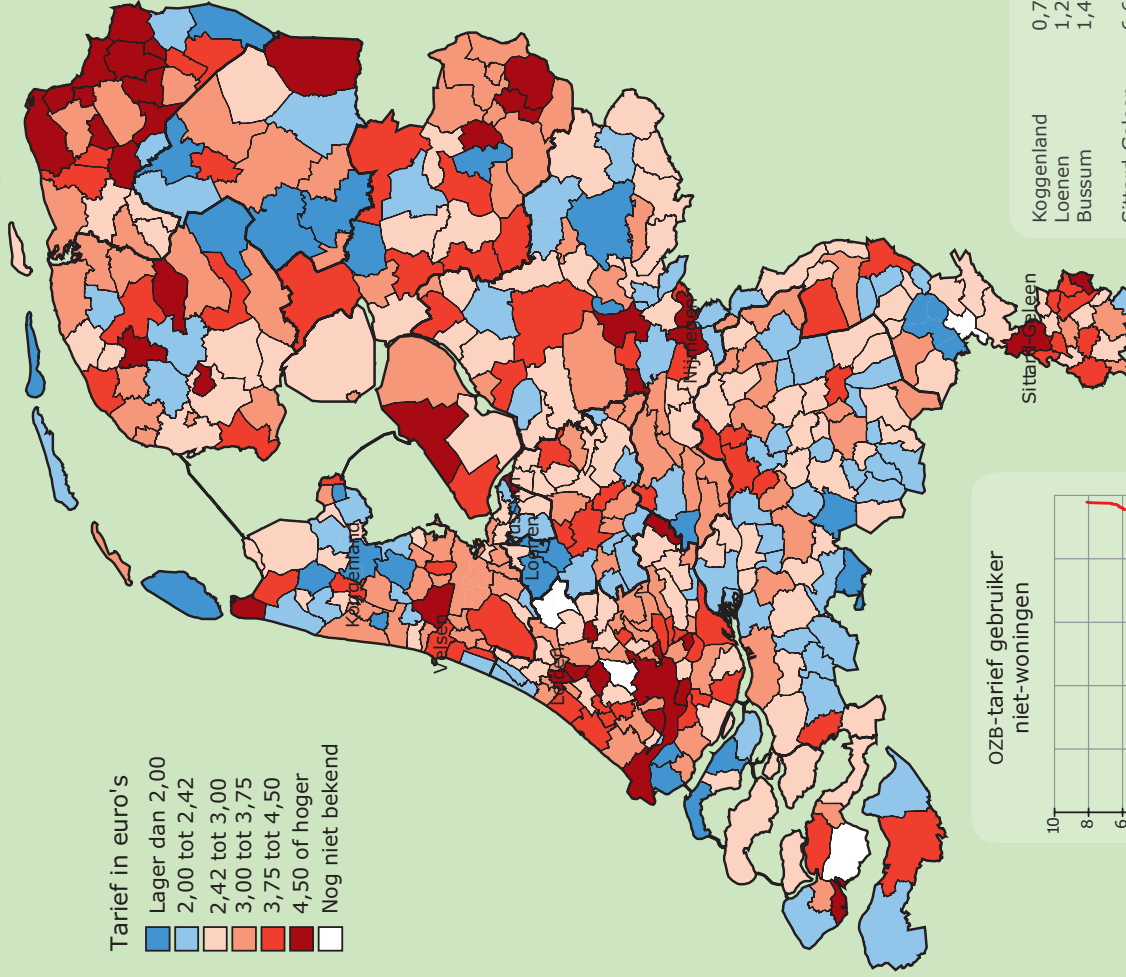 Tarief in euro's
Lager dan 2,00
2,00 tot 2,42
2,42 tot 3,00
3,00 tot 3,75
3,75 tot 4,50
4,50 of hoger
Nog niet bekend
Koggenland
Velsen
Leiden
Bussum
Loenen
Nijmegen
Sittard-Geleen
OZB-tarief gebruiker
niet-woningen
10
8
Koggenland 0,7
Loenen 1,2
Bussum 1,4